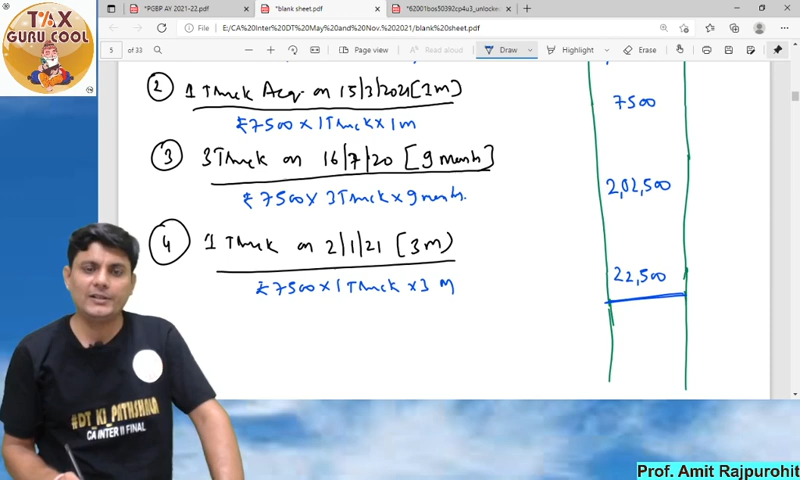 TAX
GURU COOL
*PGBP AY 2021-22.pdf
*blank sheet.pdf
*62001bos50392cp4u3_unlocke
E:/CA%20Inter%20DT%20May%20and%20Nov.%202021/blank%20sheet.pdf
5 of 33
Page view
Read aloud
Draw
Highlight
Erase
② 1 Truck Acq. on 15/3/2021 [1m]
7500
₹7500 × 1 Truck × 1m
③ 3 Truck on 16/7/20 [9 month]
2,02,500
₹7500 × 3 Truck × 9 months.
④ 1 Truck on 2/1/21 [3m)
22,500
₹7500 × 1 Truck × 3 M
#DT_KI_PATHSHALA
CA INTER II FINAL
Prof. Amit Rajpurohit